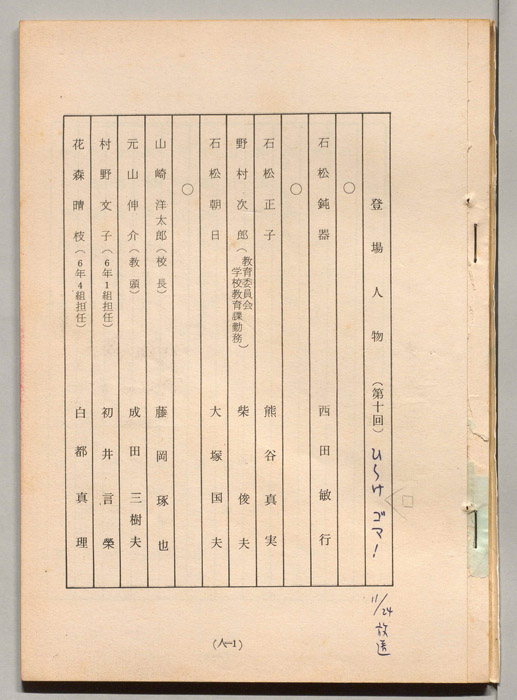 登場人物（第十回）ひらけゴマ！
11/24放送
○
石松鈍器　西田敏行
○
石松正子　熊谷真実
野村次郎（教育委員会学校教育課勤務）柴俊夫
石松朝日　大塚国夫
○
山崎洋太郎（校長）藤岡琢也
元山伸介（教頭）成田三樹夫
村野文子（6年1組担任）初井言榮
花森晴枝（6年4組担任）白都真理
（人—1）